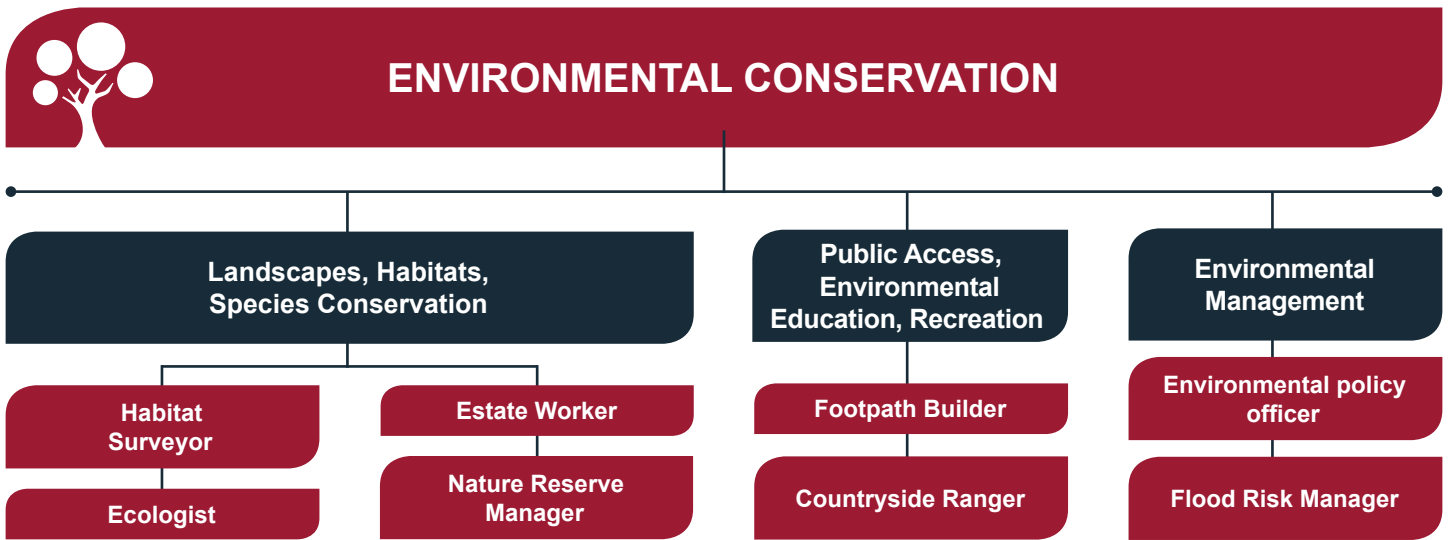 ENVIRONMENTAL CONSERVATION
Landscapes, Habitats,
Species Conservation
Public Access,
Environmental
Education, Recreation
Environmental
Management
Habitat
Surveyor
Ecologist
Estate Worker
Nature Reserve
Manager
Footpath Builder
Countryside Ranger
Environmental policy
officer
Flood Risk Manager